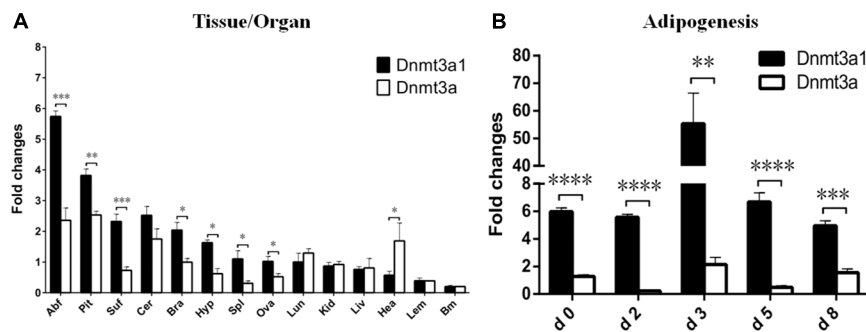 A
Tissue/Organ
Fold changes
8
7
6
5
4
3
2
1
0
Dnmt3a1
Dnmt3a
***
**
***
*
*
*
*
*
Abf
Pit
Suf
Cer
Bra
Hyp
Spl
Ova
Lun
Kid
Liv
Hea
Lem
Bm
B
Adipogenesis
Fold changes
80
70
60
50
40
6
4
2
0
Dnmt3a1
Dnmt3a
****
****
**
****
***
d 0
d 2
d 3
d 5
d 8